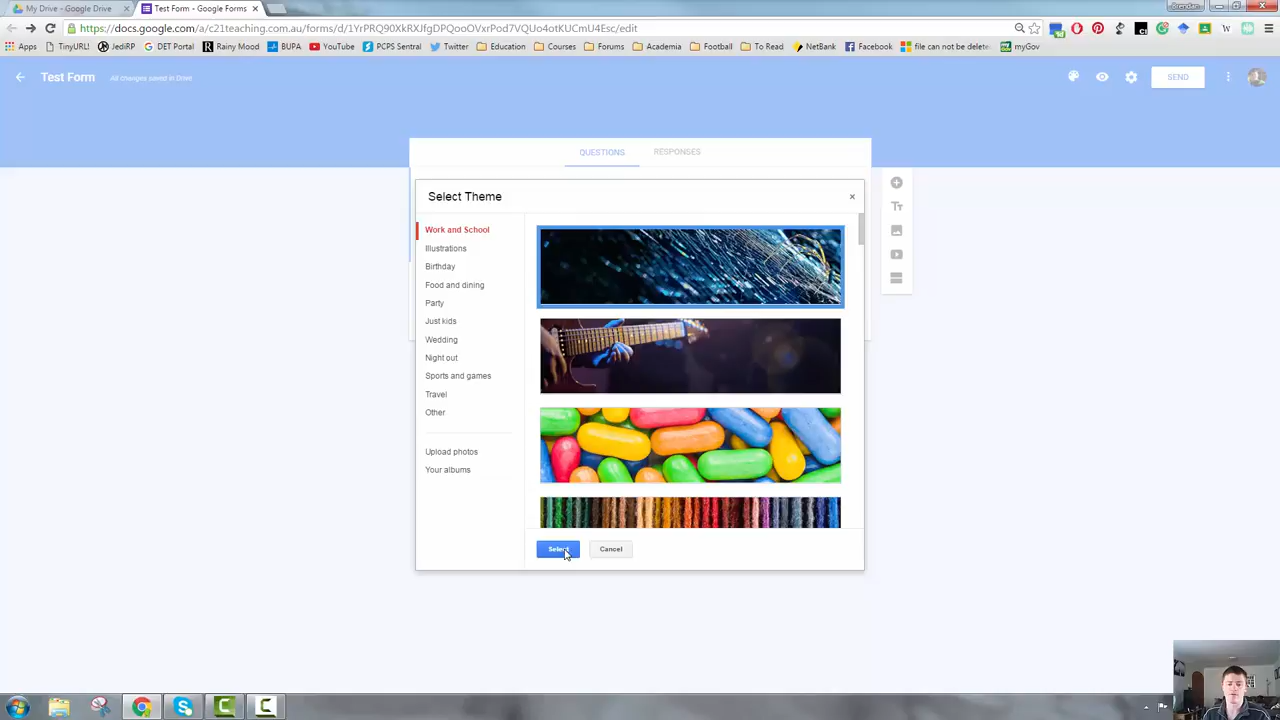 My Drive - Google Drive
Test Form - Google Forms
https://docs.google.com/a/c21teaching.com.au/forms/d/1YrPRQ90XkRXJfgDPQooOVxrPod7VQUo4otKUCmU4Esc/edit
Apps TinyURL! JediRP DET Portal Rainy Mood BUPA YouTube PCPS Sentral Twitter Education Courses Forums Academia Football To Read NetBank Facebook file can not be delete myGov
Test Form All changes saved in Drive SEND
QUESTIONS RESPONSES
Select Theme
Work and School
Illustrations
Birthday
Food and dining
Party
Just kids
Wedding
Night out
Sports and games
Travel
Other
Upload photos
Your albums
Select Cancel